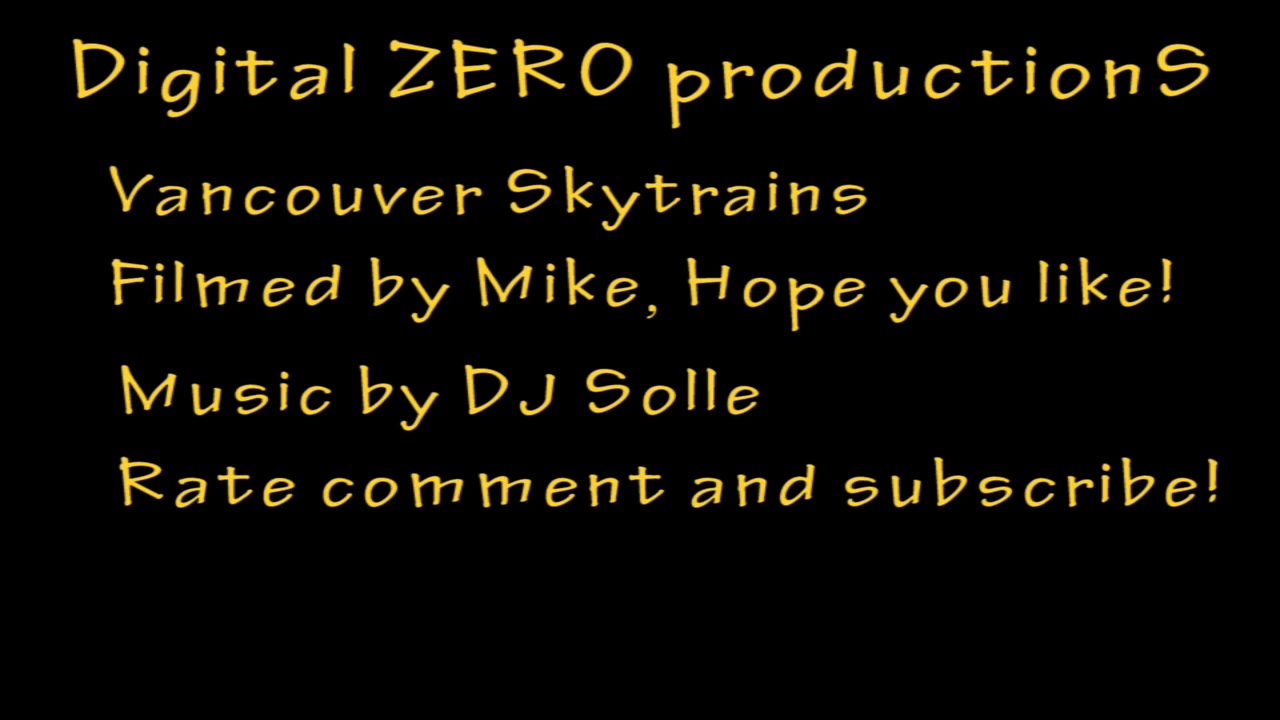 Digital ZERO productionS
Vancouver Skytrains
Filmed by Mike, Hope you like!
Music by DJ Solle
Rate comment and subscribe!